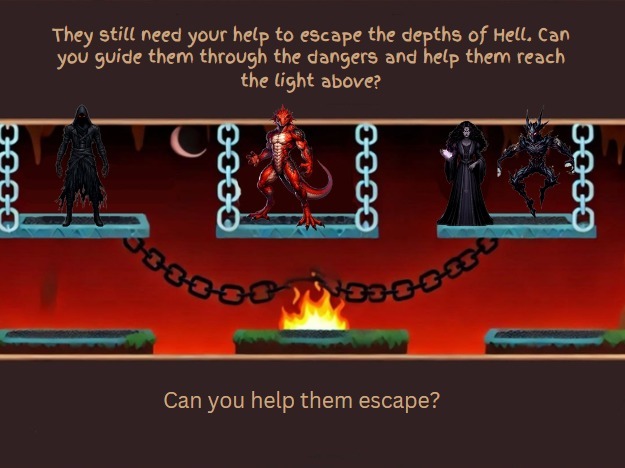 They still need your help to escape the depths of Hell. Can
you guide them through the dangers and help them reach
the light above?
Can you help them escape?